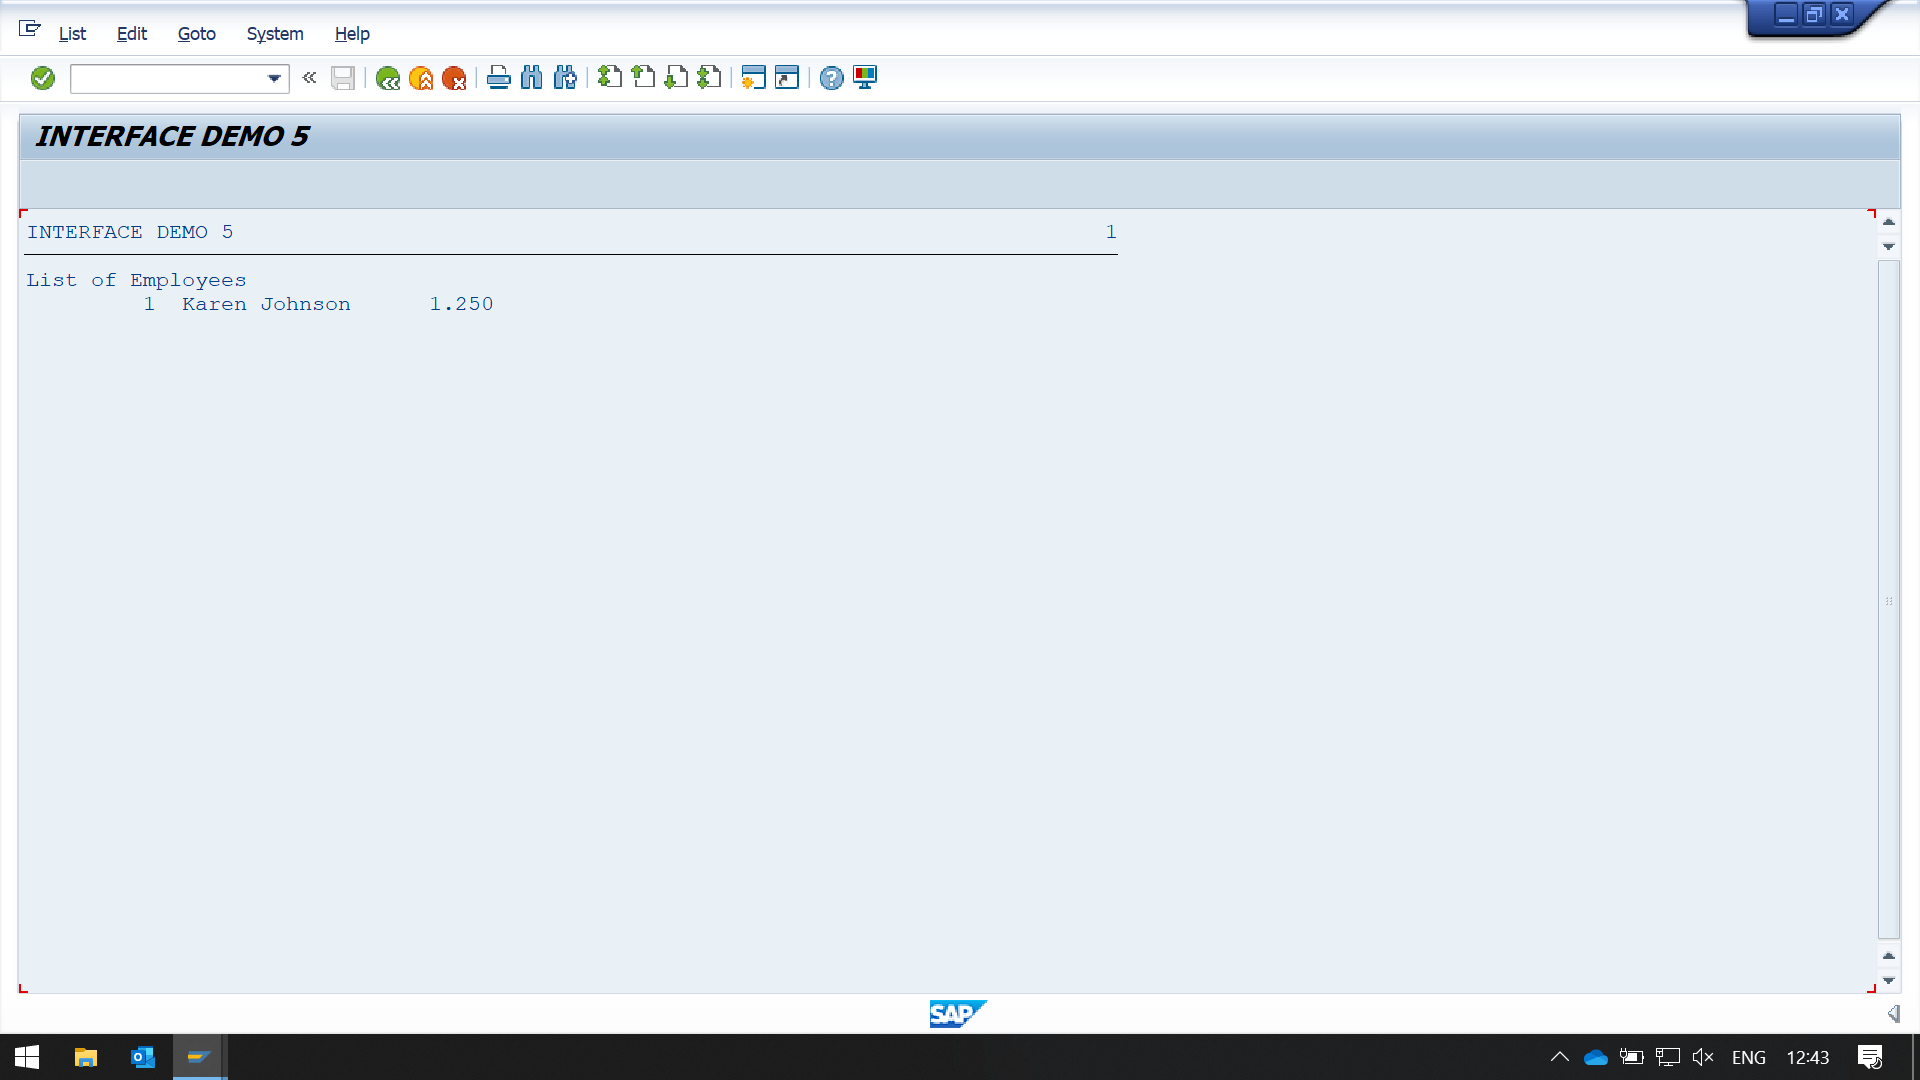 List Edit Goto System Help
INTERFACE DEMO 5
INTERFACE DEMO 5 1
List of Employees
1 Karen Johnson 1.250
SAP
ENG 12:43